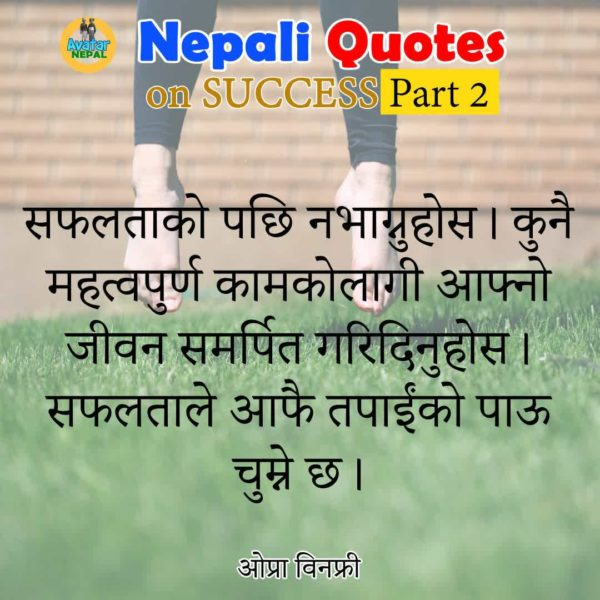 Avatar
NEPAL
Nepali Quotes
on SUCCESS Part 2
सफलताको पछि नभाग्नुहोस । कुनै
महत्वपुर्ण कामकोलागी आफ्नो
जीवन समर्पित गरिदिनुहोस ।
सफलताले आफै तपाईंको पाऊ
चुम्ने छ ।
ओप्रा विनफ्री